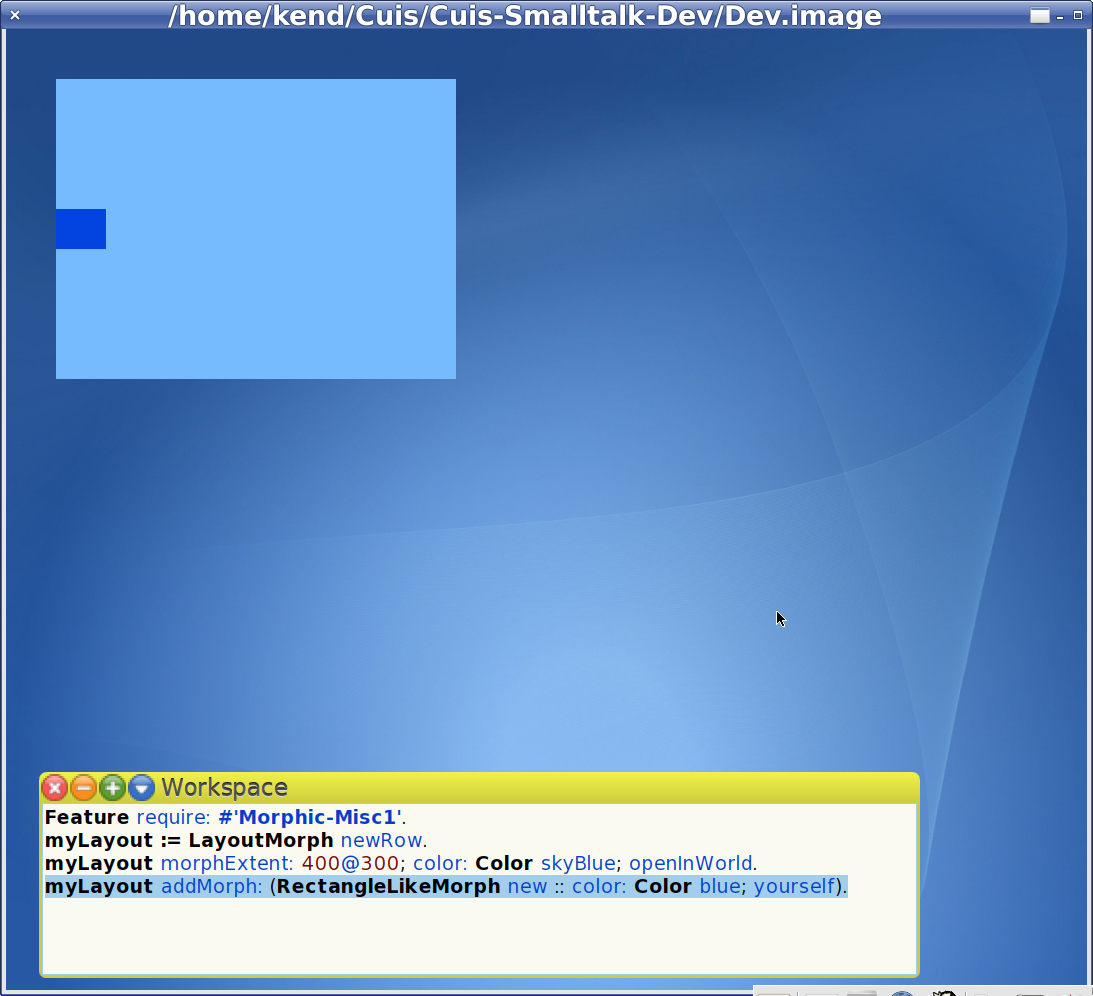 /home/kend/Cuis/Cuis-Smalltalk-Dev/Dev.image
Workspace
Feature require: #'Morphic-Misc1'.
myLayout := LayoutMorph newRow.
myLayout morphExtent: 400@300; color: Color skyBlue; openInWorld.
myLayout addMorph: (RectangleLikeMorph new :: color: Color blue; yourself).